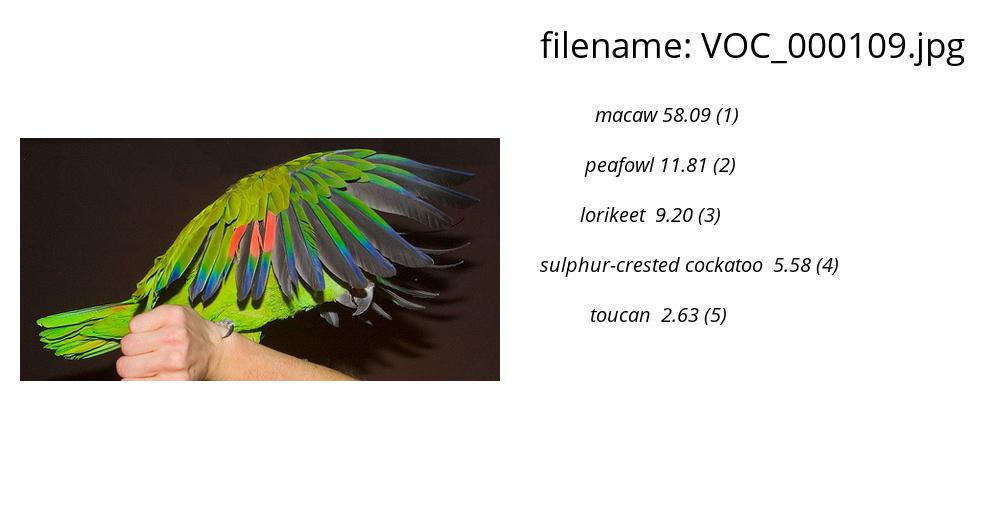 filename: VOC_000109.jpg
macaw 58.09 (1)
peafowl 11.81 (2)
lorikeet 9.20 (3)
sulphur-crested cockatoo 5.58 (4)
toucan 2.63 (5)